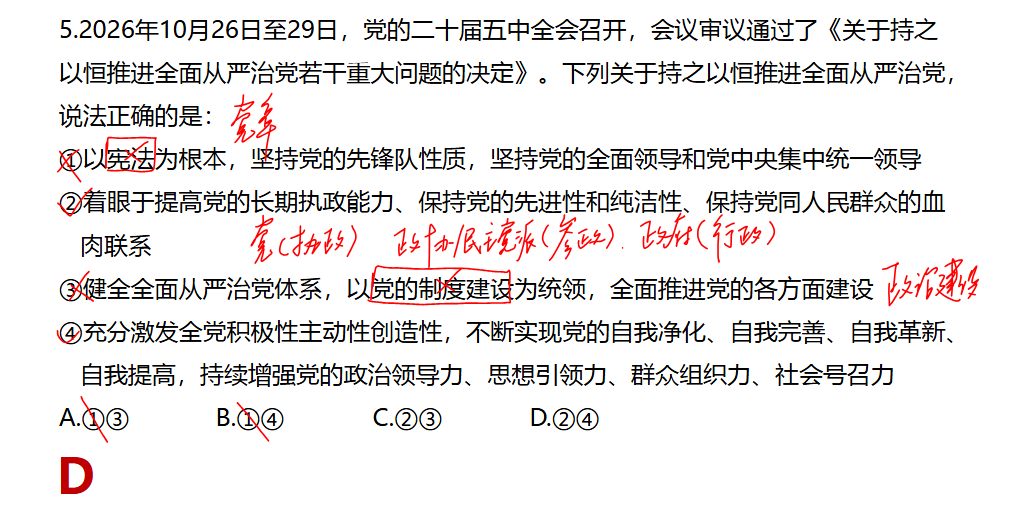 5.2026年10月26日至29日，党的二十届五中全会召开，会议审议通过了《关于持之
以恒推进全面从严治党若干重大问题的决定》。下列关于持之以恒推进全面从严治党，
说法正确的是：
党章
①以宪法为根本，坚持党的先锋队性质，坚持党的全面领导和党中央集中统一领导
②着眼于提高党的长期执政能力、保持党的先进性和纯洁性、保持党同人民群众的血
肉联系
党(执政) 政协/民主党派(参政). 政府(行政)
③健全全面从严治党体系，以党的制度建设为统领，全面推进党的各方面建设
政治建设
④充分激发全党积极性主动性创造性，不断实现党的自我净化、自我完善、自我革新、
自我提高，持续增强党的政治领导力、思想引领力、群众组织力、社会号召力
A.①③ B.①④ C.②③ D.②④
D